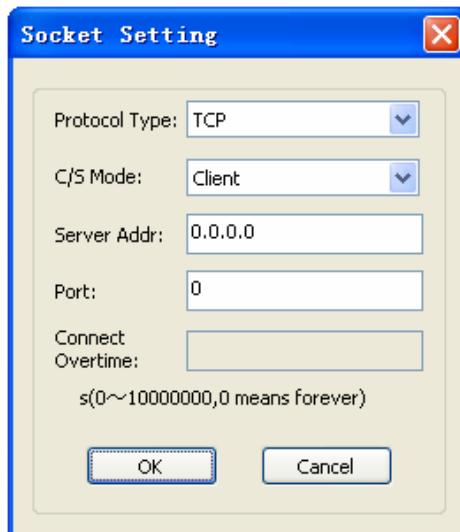 Socket Setting
Protocol Type: TCP
C/S Mode: Client
Server Addr: 0.0.0.0
Port: 0
Connect
Overtime:
s(0～10000000,0 means forever)
OK Cancel